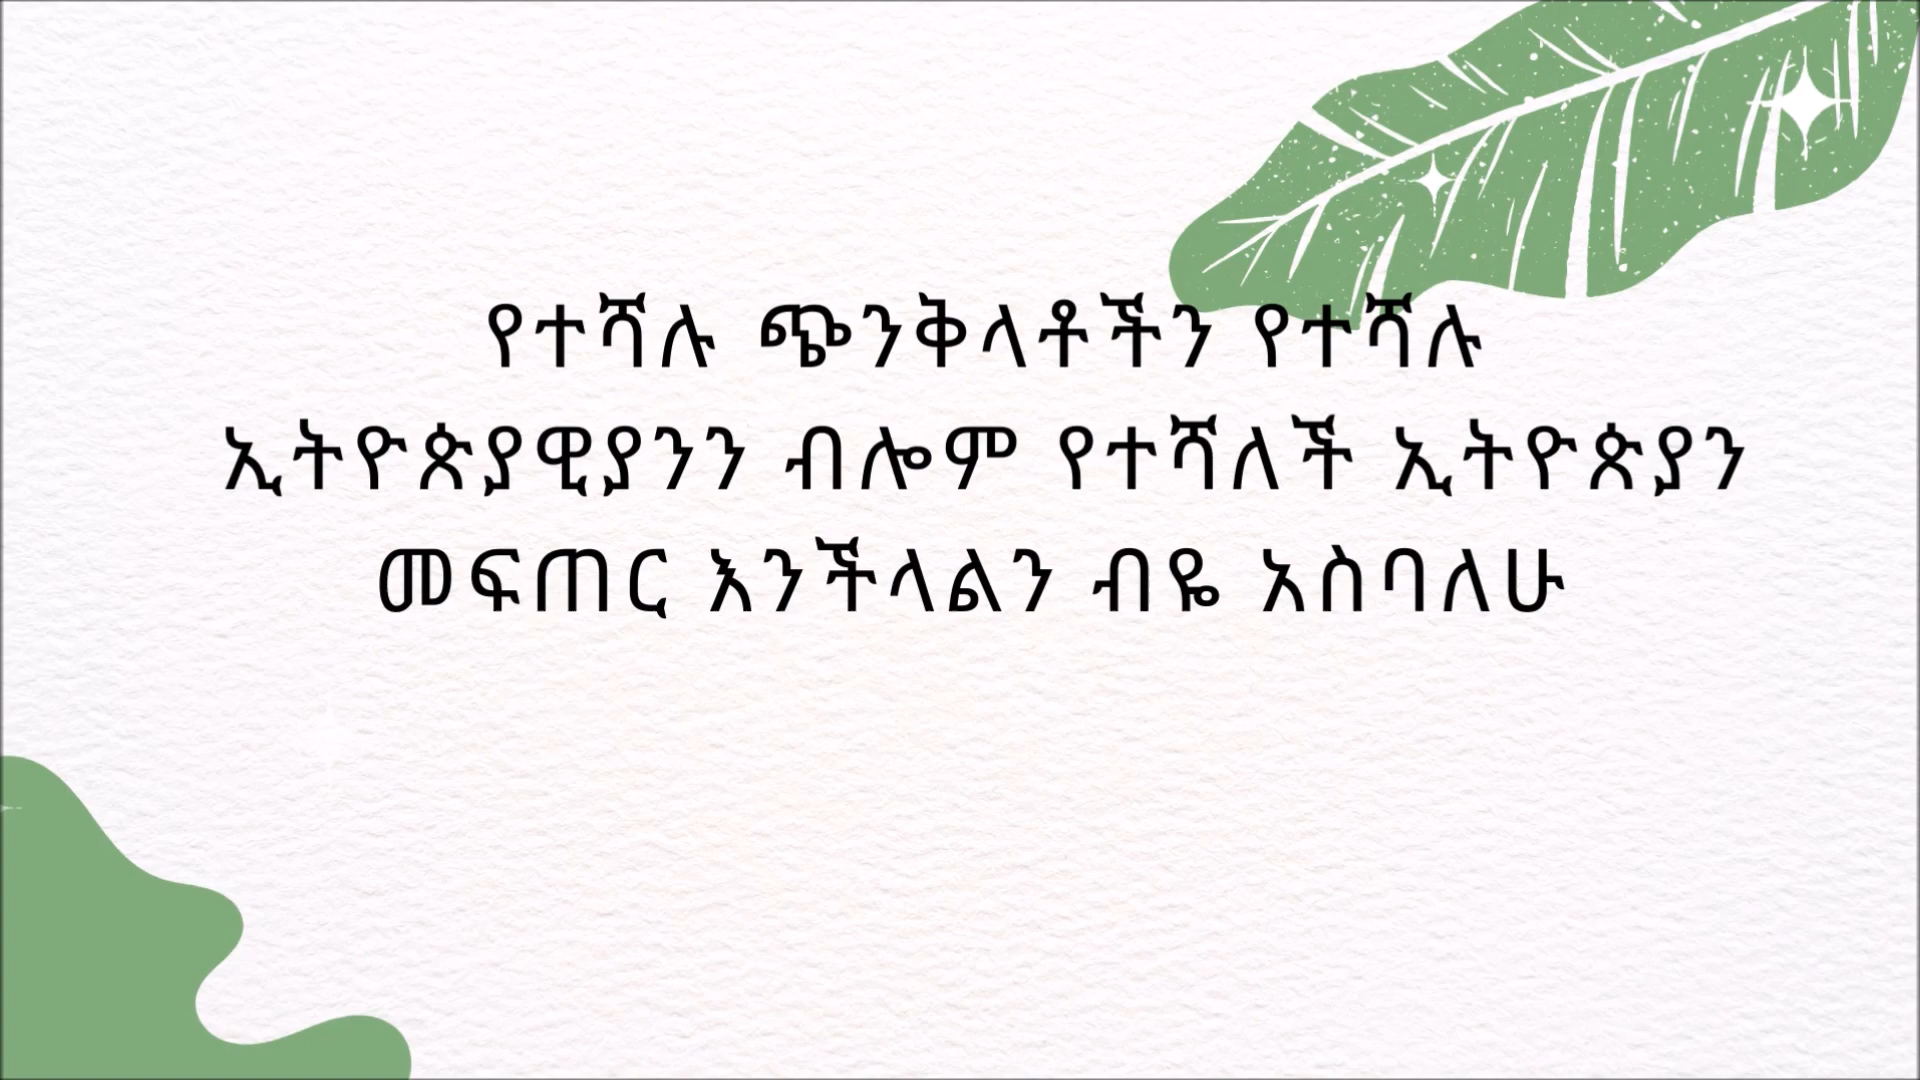 የተሻሉ ጭንቅላቶችን የተሻሉ
ኢትዮጵያዊያንን ብሎም የተሻለች ኢትዮጵያን
መፍጠር እንችላልን ብዬ አስባለሁ